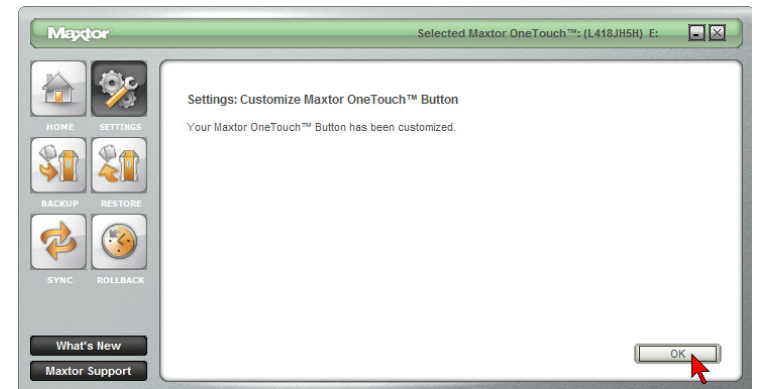 Maxtor
Selected Maxtor OneTouch™: (L418JH5H) E:
HOME SETTINGS
BACKUP RESTORE
SYNC ROLLBACK
What's New
Maxtor Support
Settings: Customize Maxtor OneTouch™ Button
Your Maxtor OneTouch™ Button has been customized.
OK